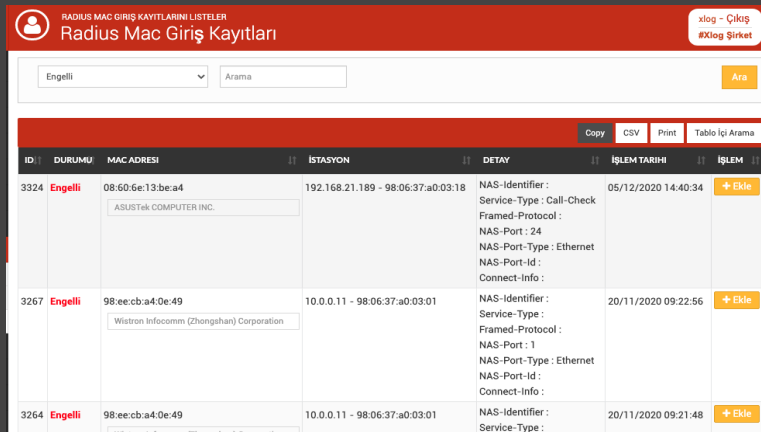 RADIUS MAC GIRIŞ KAYITLARINI LISTELER
Radius Mac Giriş Kayıtları
xlog - Çıkış
#Xlog Şirket
Engelli
Arama
Ara
Copy CSV Print Tablo İçi Arama
ID DURUMU MAC ADRESI İSTASYON DETAY İŞLEM TARIHI İŞLEM
3324 Engelli 08:60:6e:13:be:a4 192.168.21.189 - 98:06:37:a0:03:18 NAS-Identifier : 05/12/2020 14:40:34 + Ekle
ASUSTek COMPUTER INC. Service-Type : Call-Check
Framed-Protocol :
NAS-Port : 24
NAS-Port-Type : Ethernet
NAS-Port-Id :
Connect-Info :
3267 Engelli 98:ee:cb:a4:0e:49 10.0.0.11 - 98:06:37:a0:03:01 NAS-Identifier : 20/11/2020 09:22:56 + Ekle
Wistron Infocomm (Zhongshan) Corporation Service-Type :
Framed-Protocol :
NAS-Port : 1
NAS-Port-Type : Ethernet
NAS-Port-Id :
Connect-Info :
3264 Engelli 98:ee:cb:a4:0e:49 10.0.0.11 - 98:06:37:a0:03:01 NAS-Identifier : 20/11/2020 09:21:48 + Ekle
Service-Type :